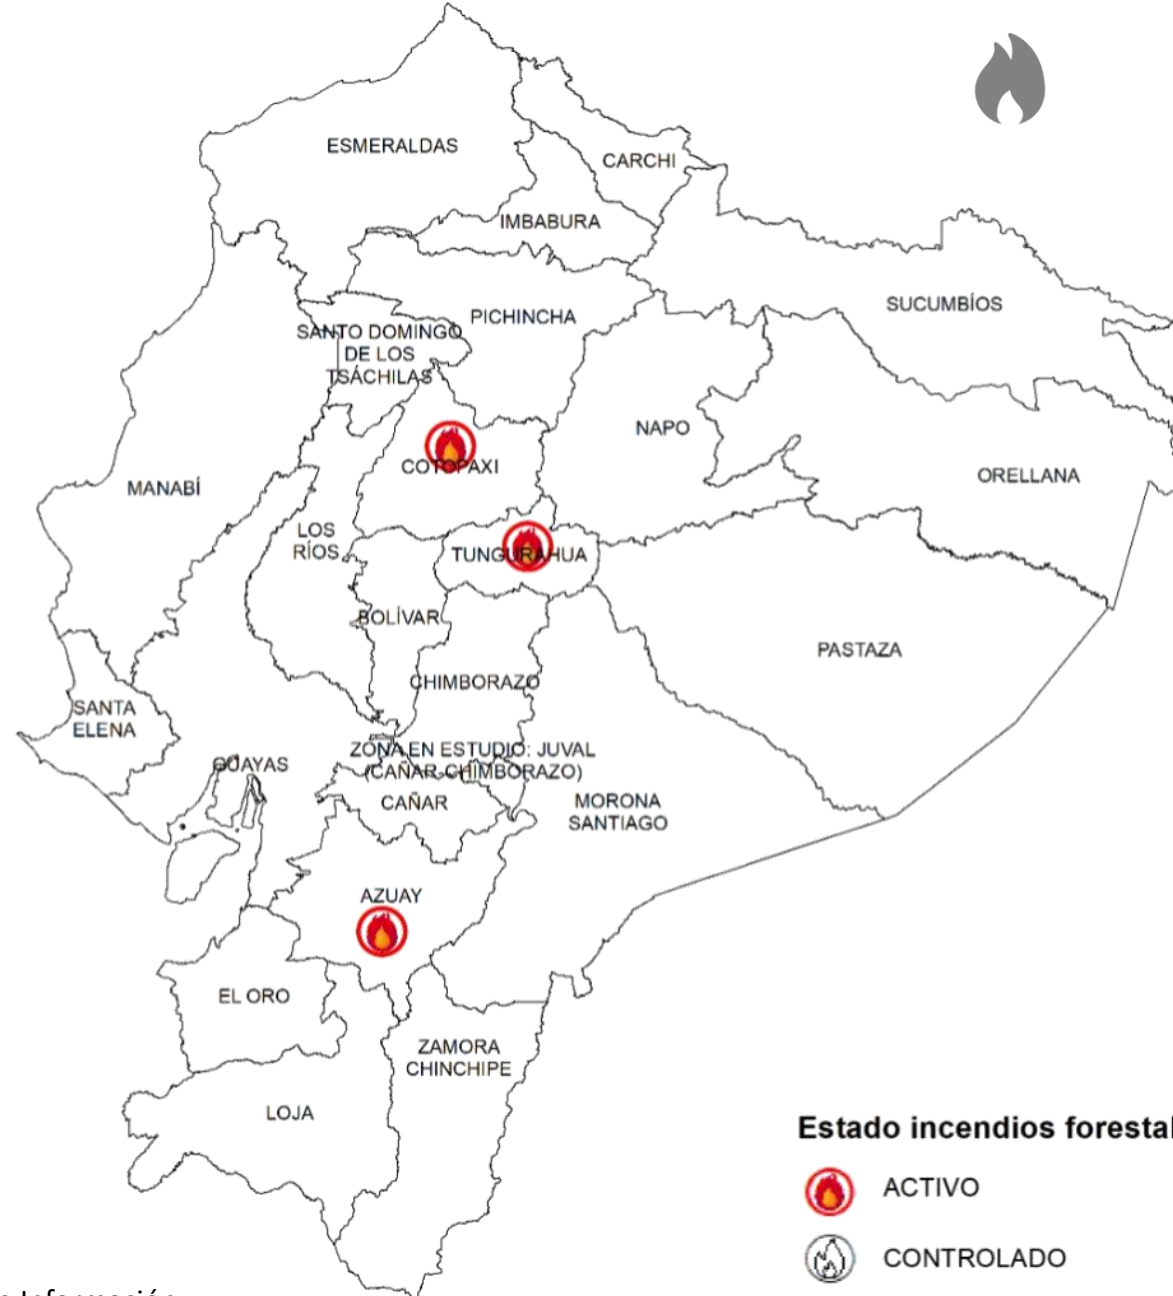 ESMERALDAS
CARCHI
IMBABURA
SUCUMBÍOS
PICHINCHA
SANTO DOMINGO
DE LOS
TSÁCHILAS
NAPO
COTOPAXI
ORELLANA
MANABÍ
LOS
RÍOS
TUNGURAHUA
BOLÍVAR
PASTAZA
CHIMBORAZO
SANTA
ELENA
ZONA EN ESTUDIO: JUVAL
(CAÑAR-CHIMBORAZO)
GUAYAS
CAÑAR
MORONA
SANTIAGO
AZUAY
EL ORO
ZAMORA
CHINCHIPE
LOJA
Estado incendios forestal
ACTIVO
CONTROLADO
Información